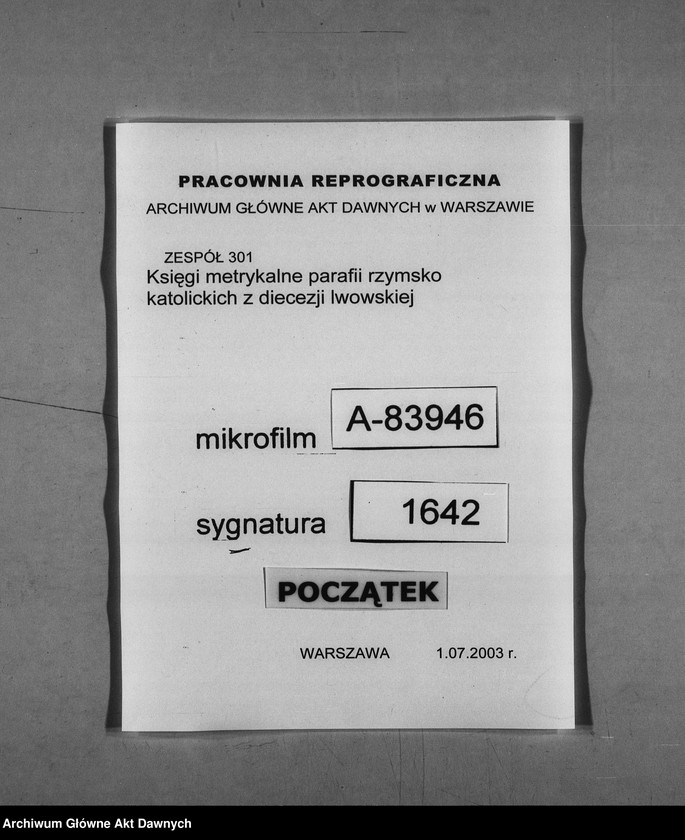 PRACOWNIA REPROGRAFICZNA
ARCHIWUM GŁÓWNE AKT DAWNYCH w WARSZAWIE
ZESPÓŁ 301
Księgi metrykalne parafii rzymsko
katolickich z diecezji lwowskiej
mikrofilm A-83946
sygnatura 1642
POCZĄTEK
WARSZAWA 1.07.2003 r.
Archiwum Główne Akt Dawnych